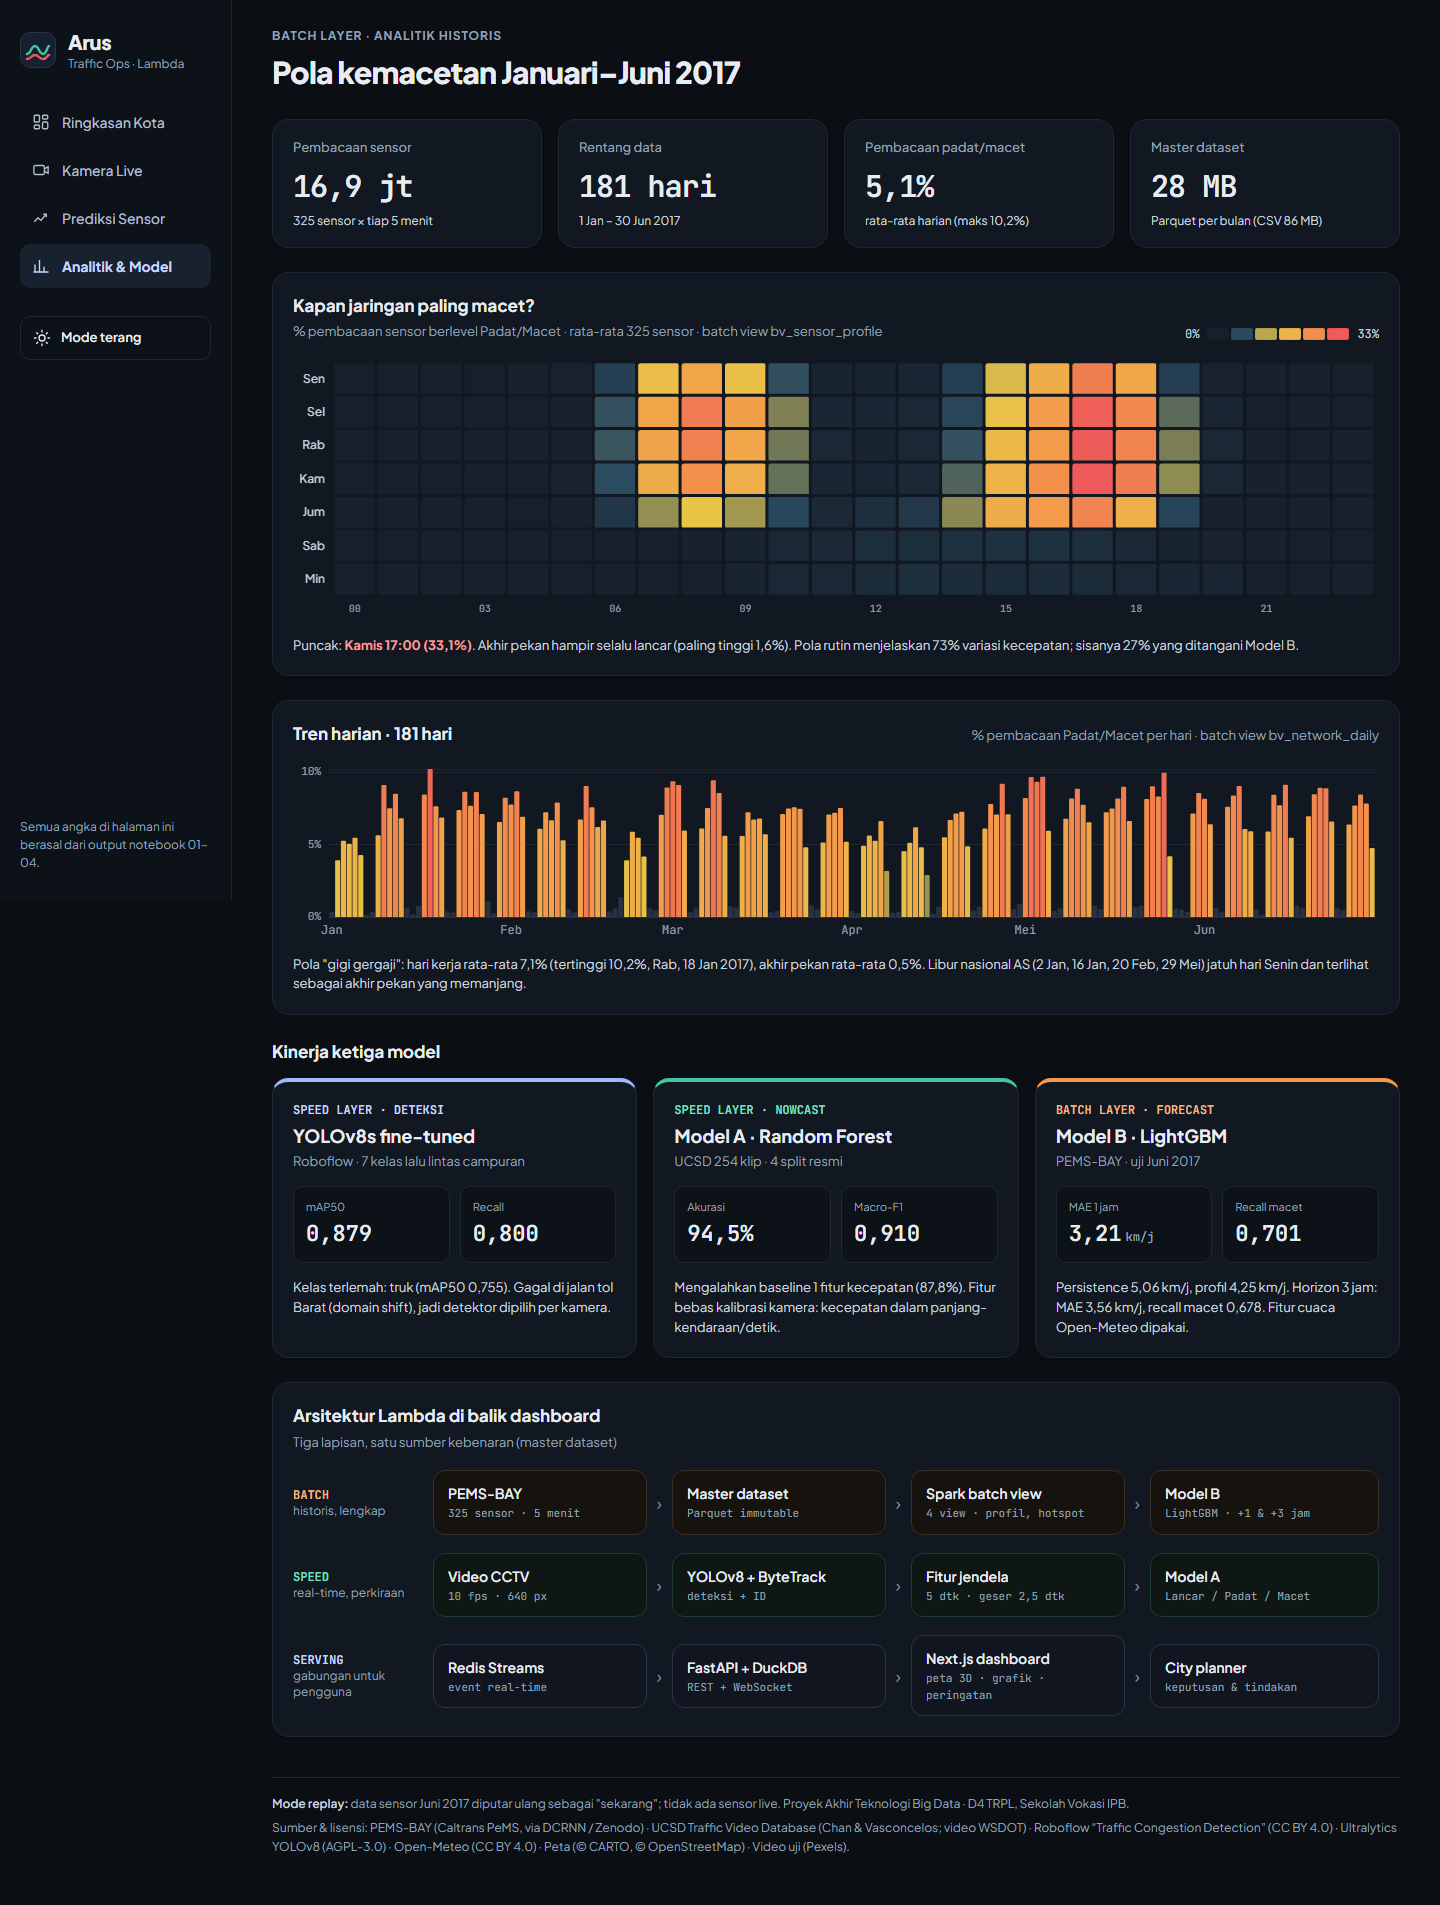 Arus
Traffic Ops · Lambda
Ringkasan Kota
Kamera Live
Prediksi Sensor
Analitik & Model
Mode terang
Semua angka di halaman ini
berasal dari output notebook 01–
04.
BATCH LAYER · ANALITIK HISTORIS
Pola kemacetan Januari–Juni 2017
Pembacaan sensor
16,9 jt
325 sensor × tiap 5 menit
Rentang data
181 hari
1 Jan – 30 Jun 2017
Pembacaan padat/macet
5,1%
rata-rata harian (maks 10,2%)
Master dataset
28 MB
Parquet per bulan (CSV 86 MB)
Kapan jaringan paling macet?
% pembacaan sensor berlevel Padat/Macet · rata-rata 325 sensor · batch view bv_sensor_profile
0% 33%
Sen
Sel
Rab
Kam
Jum
Sab
Min
00 03 06 09 12 15 18 21
Puncak: Kamis 17:00 (33,1%). Akhir pekan hampir selalu lancar (paling tinggi 1,6%). Pola rutin menjelaskan 73% variasi kecepatan; sisanya 27% yang ditangani Model B.
Tren harian · 181 hari
% pembacaan Padat/Macet per hari · batch view bv_network_daily
10%
5%
0%
Jan Feb Mar Apr Mei Jun
Pola "gigi gergaji": hari kerja rata-rata 7,1% (tertinggi 10,2%, Rab, 18 Jan 2017), akhir pekan rata-rata 0,5%. Libur nasional AS (2 Jan, 16 Jan, 20 Feb, 29 Mei) jatuh hari Senin dan terlihat
sebagai akhir pekan yang memanjang.
Kinerja ketiga model
SPEED LAYER · DETEKSI
YOLOv8s fine-tuned
Roboflow · 7 kelas lalu lintas campuran
mAP50
0,879
Recall
0,800
Kelas terlemah: truk (mAP50 0,755). Gagal di jalan tol
Barat (domain shift), jadi detektor dipilih per kamera.
SPEED LAYER · NOWCAST
Model A · Random Forest
UCSD 254 klip · 4 split resmi
Akurasi
94,5%
Macro-F1
0,910
Mengalahkan baseline 1 fitur kecepatan (87,8%). Fitur
bebas kalibrasi kamera: kecepatan dalam panjang-
kendaraan/detik.
BATCH LAYER · FORECAST
Model B · LightGBM
PEMS-BAY · uji Juni 2017
MAE 1 jam
3,21 km/j
Recall macet
0,701
Persistence 5,06 km/j, profil 4,25 km/j. Horizon 3 jam:
MAE 3,56 km/j, recall macet 0,678. Fitur cuaca
Open-Meteo dipakai.
Arsitektur Lambda di balik dashboard
Tiga lapisan, satu sumber kebenaran (master dataset)
BATCH
historis, lengkap
PEMS-BAY
325 sensor · 5 menit
›
Master dataset
Parquet immutable
›
Spark batch view
4 view · profil, hotspot
›
Model B
LightGBM · +1 & +3 jam
SPEED
real-time, perkiraan
Video CCTV
10 fps · 640 px
›
YOLOv8 + ByteTrack
deteksi + ID
›
Fitur jendela
5 dtk · geser 2,5 dtk
›
Model A
Lancar / Padat / Macet
SERVING
gabungan untuk
pengguna
Redis Streams
event real-time
›
FastAPI + DuckDB
REST + WebSocket
›
Next.js dashboard
peta 3D · grafik ·
peringatan
›
City planner
keputusan & tindakan
Mode replay: data sensor Juni 2017 diputar ulang sebagai "sekarang"; tidak ada sensor live. Proyek Akhir Teknologi Big Data · D4 TRPL, Sekolah Vokasi IPB.
Sumber & lisensi: PEMS-BAY (Caltrans PeMS, via DCRNN / Zenodo) · UCSD Traffic Video Database (Chan & Vasconcelos; video WSDOT) · Roboflow "Traffic Congestion Detection" (CC BY 4.0) · Ultralytics
YOLOv8 (AGPL-3.0) · Open-Meteo (CC BY 4.0) · Peta (© CARTO, © OpenStreetMap) · Video uji (Pexels).